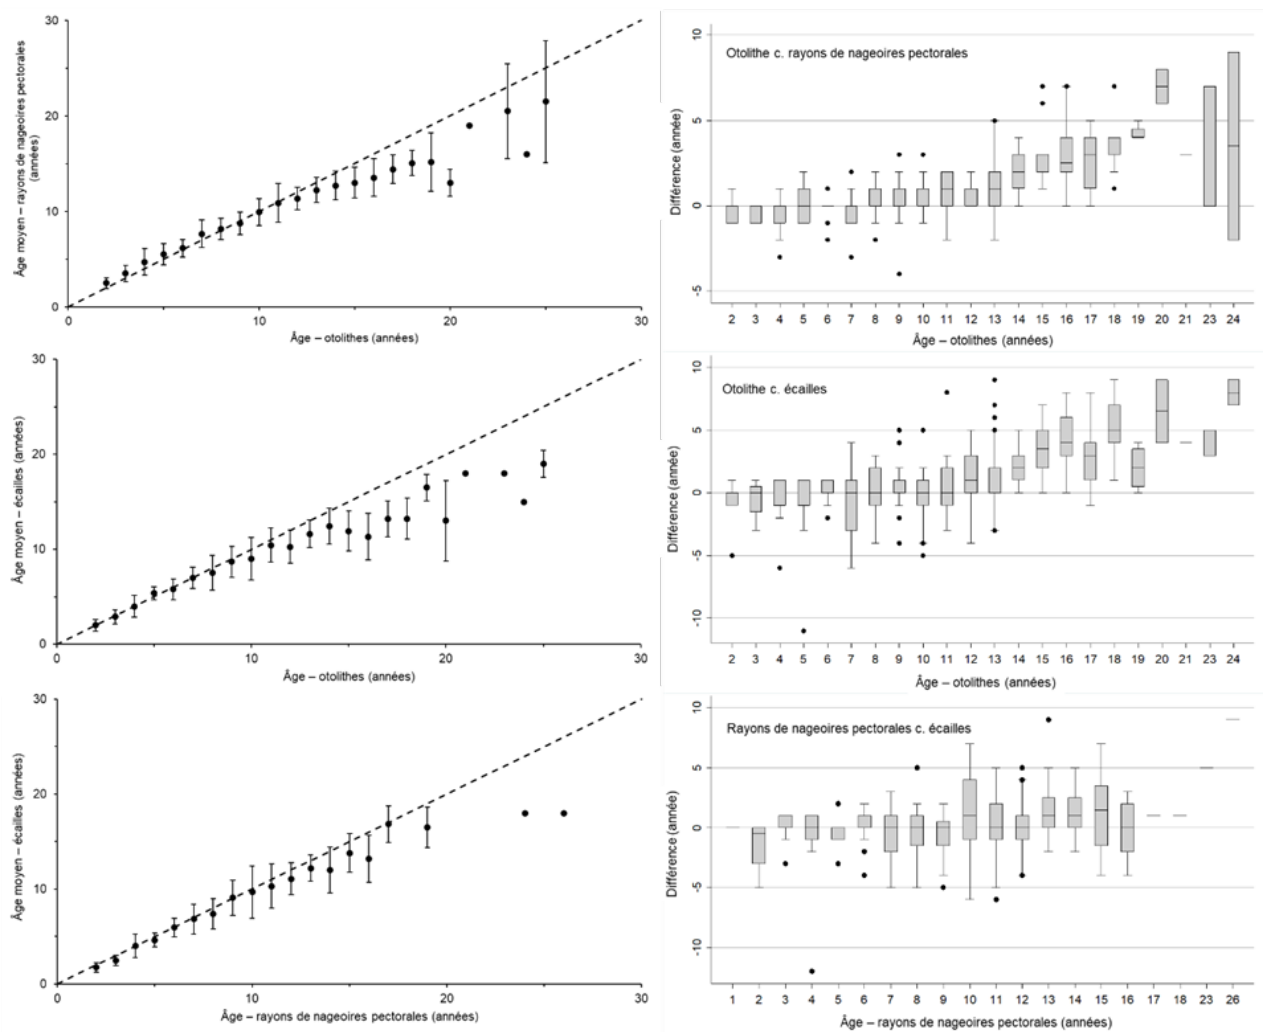 30
20
10
0
0
10
20
30
Âge moyen – rayons de nageoires pectorales
(années)
Âge – otolithes (années)
Otolithe c. rayons de nageoires pectorales
10
5
0
-5
Différence (année)
2 3 4 5 6 7 8 9 10 11 12 13 14 15 16 17 18 19 20 21 23 24
Âge – otolithes (années)
30
20
10
0
0
10
20
30
Âge moyen – écailles (années)
Âge – otolithes (années)
Otolithe c. écailles
10
5
0
-5
-10
Différence (année)
2 3 4 5 6 7 8 9 10 11 12 13 14 15 16 17 18 19 20 21 23 24
Âge – otolithes (années)
30
20
10
0
0
10
20
30
Âge moyen – écailles (années)
Âge – rayons de nageoires pectorales (années)
Rayons de nageoires pectorales c. écailles
10
5
0
-5
-10
Différence (année)
1 2 3 4 5 6 7 8 9 10 11 12 13 14 15 16 17 18 23 26
Âge – rayons de nageoires pectorales (années)